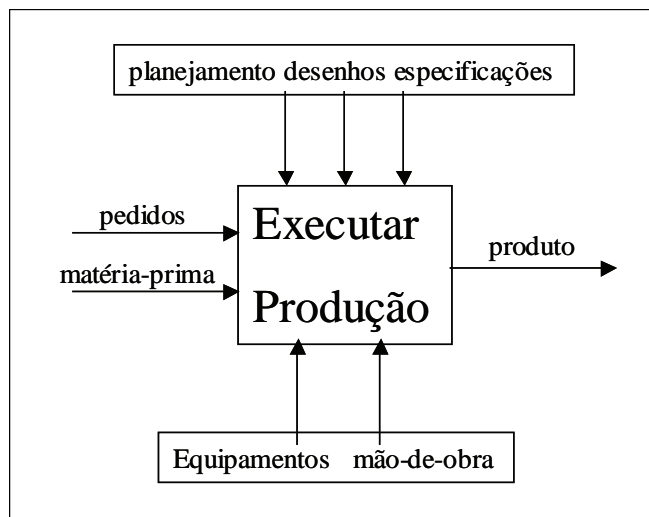 planejamento desenhos especificações
pedidos
Executar
produto
matéria-prima
Produção
Equipamentos mão-de-obra